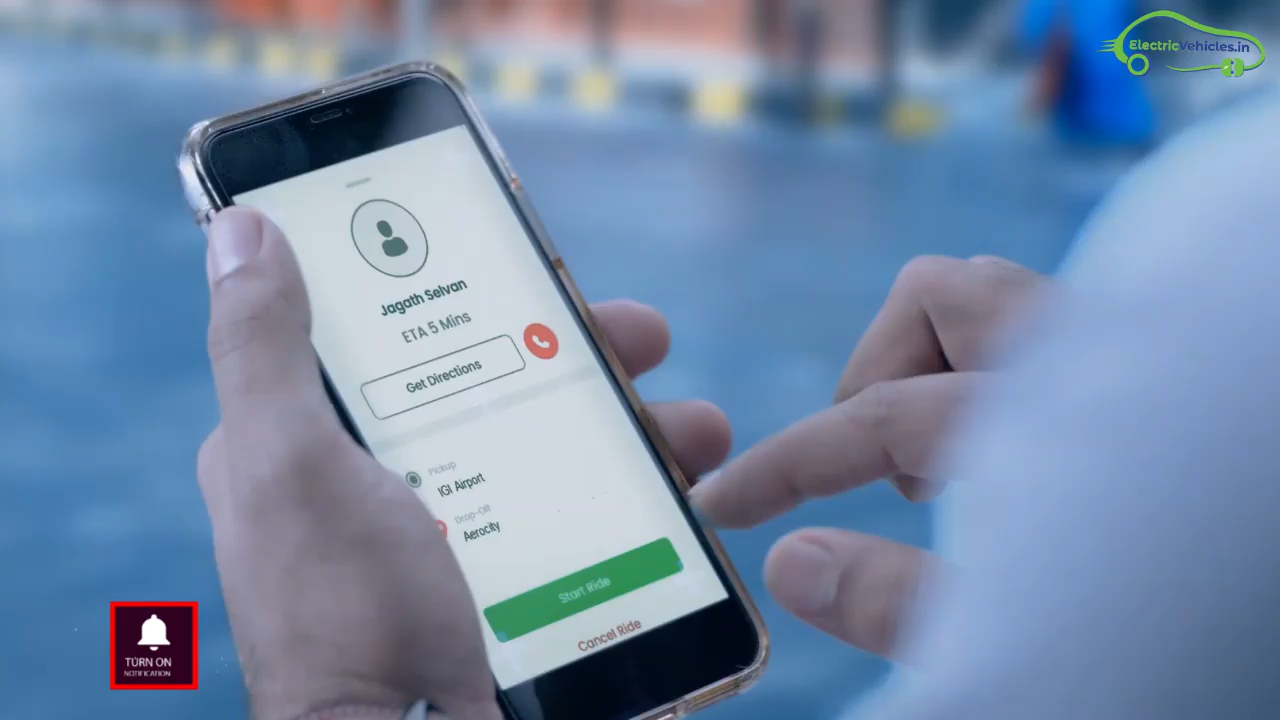 ElectricVehicles.in
Jagath Selvan
ETA 5 Mins
Get Directions
Pickup
IGI Airport
Drop-Off
Aerocity
Start Ride
Cancel Ride
TURN ON
NOTIFICATION